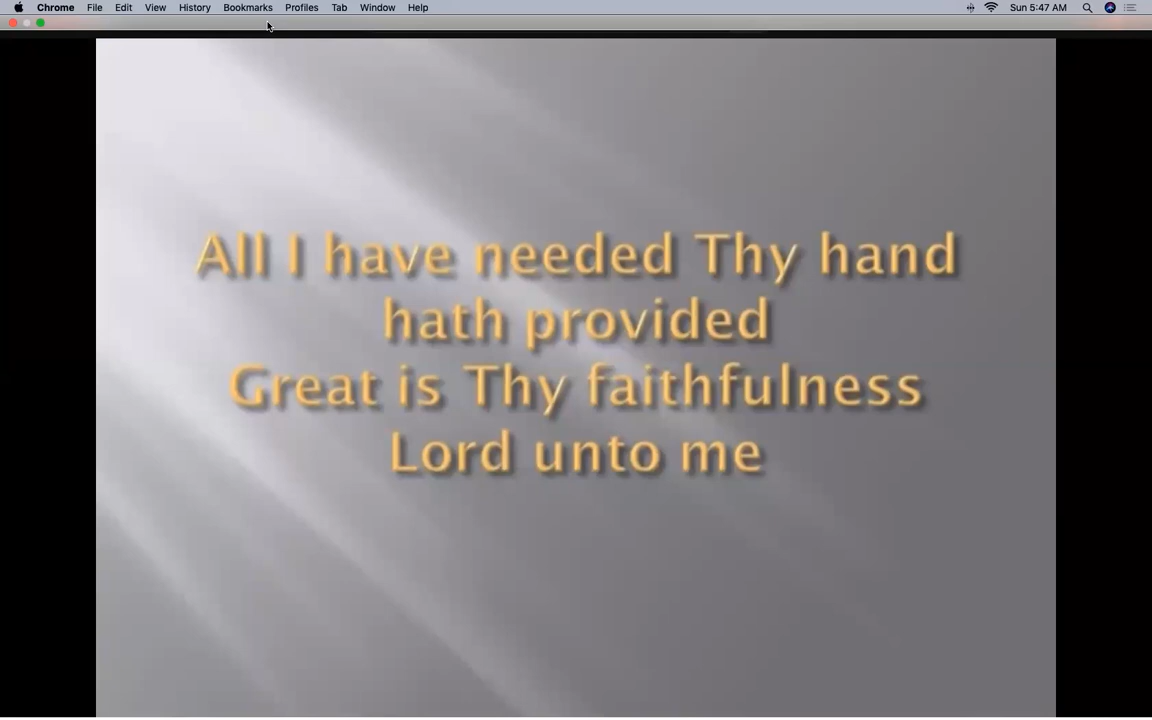 Chrome File Edit View History Bookmarks Profiles Tab Window Help Sun 5:47 AM
All I have needed Thy hand
hath provided
Great is Thy faithfulness
Lord unto me